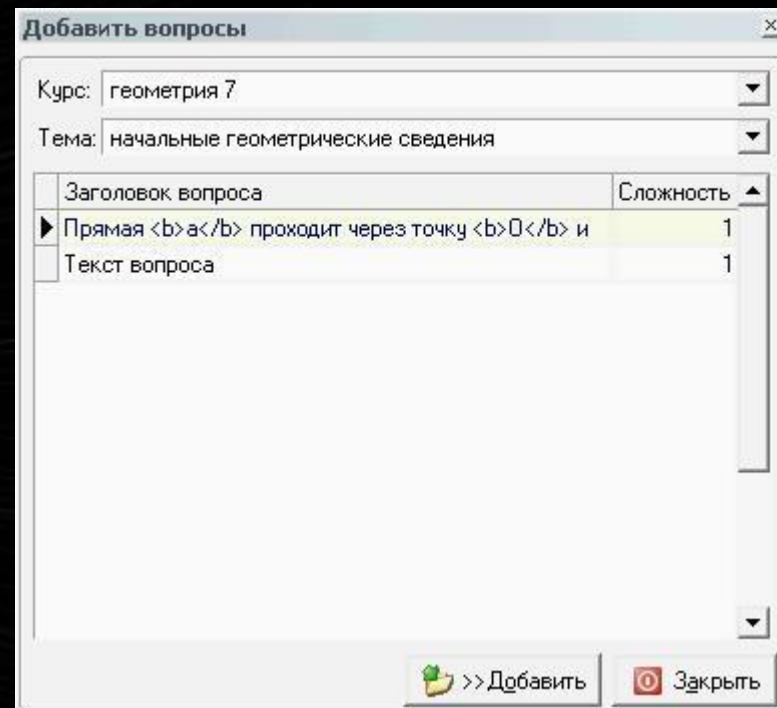 Добавить вопросы
Курс: геометрия 7
Тема: начальные геометрические сведения
Заголовок вопроса Сложность
Прямая <b>a</b> проходит через точку <b>O</b> и 1
Текст вопроса 1
>>Добавить Закрыть